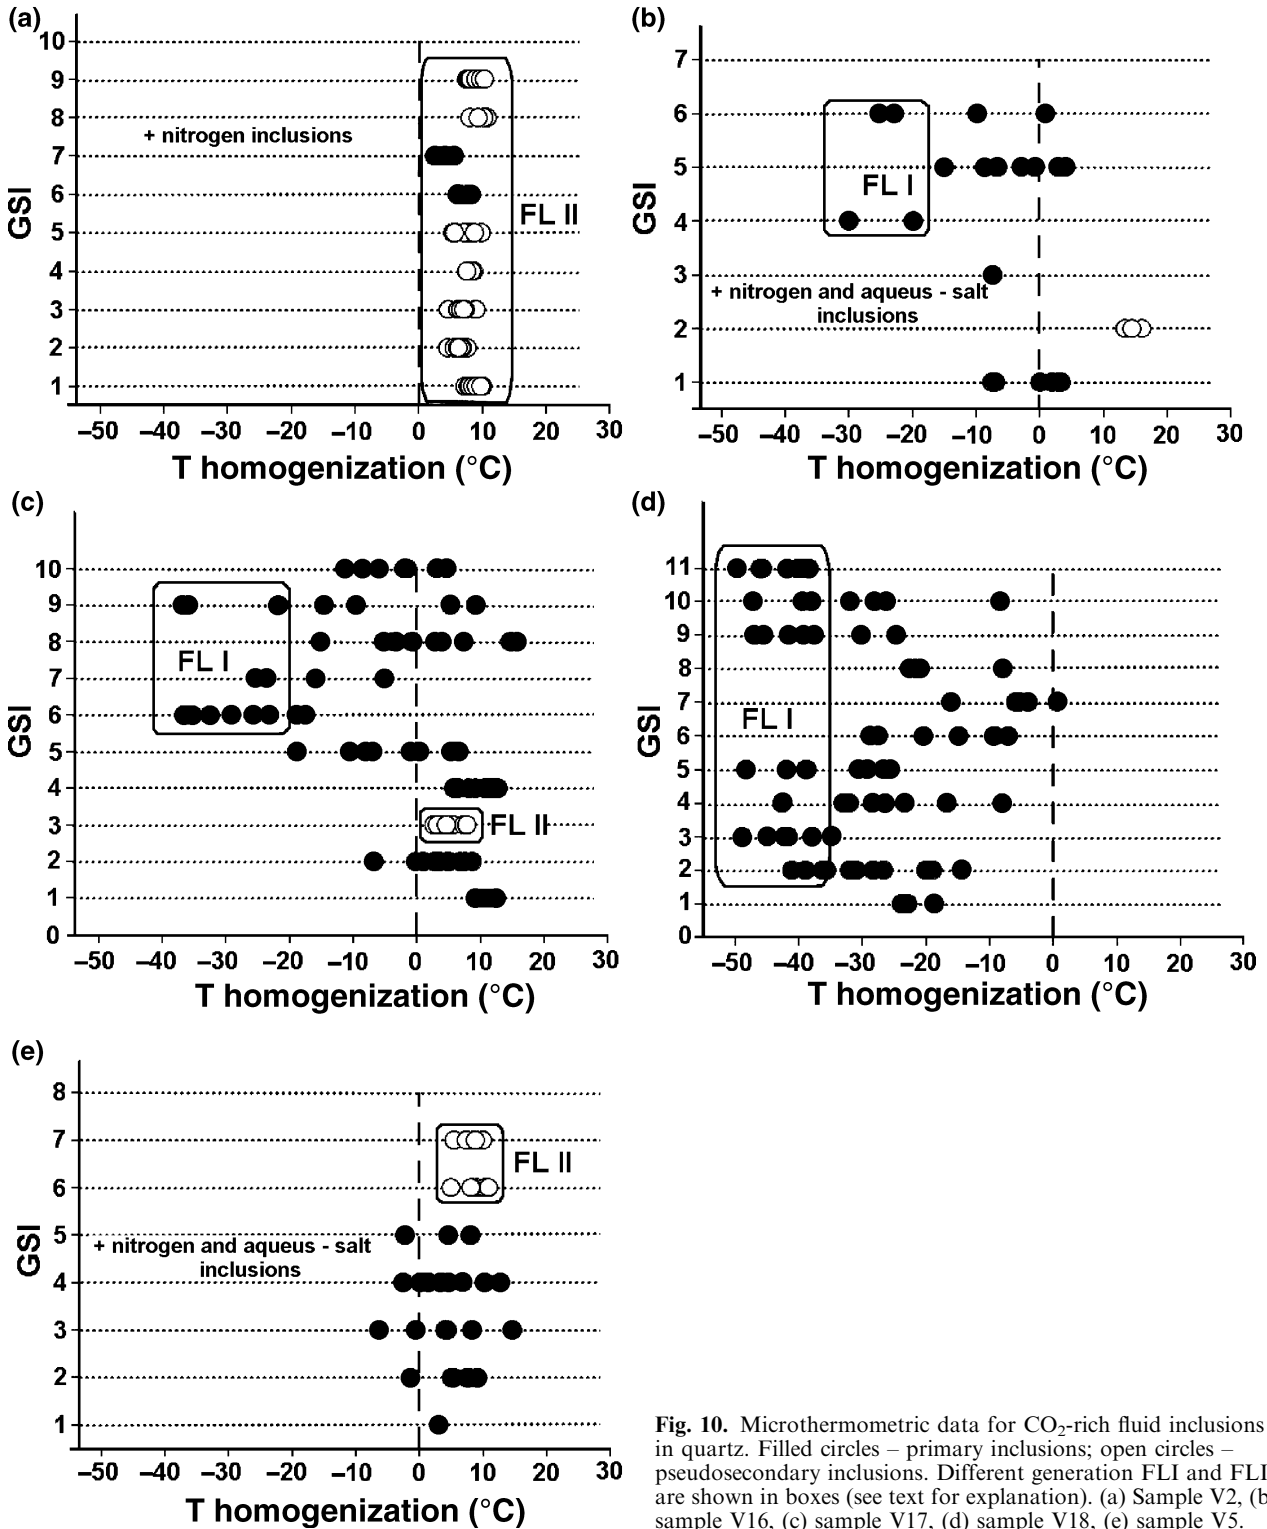 (a)
10
9
8
7
6
5
4
3
2
1
GSI
+ nitrogen inclusions
FL II
–50 –40 –30 –20 –10 0 10 20 30
T homogenization (°C)
(b)
7
6
5
4
3
2
1
GSI
FL I
+ nitrogen and aqueus - salt
inclusions
–50 –40 –30 –20 –10 0 10 20 30
T homogenization (°C)
(c)
10
9
8
7
6
5
4
3
2
1
0
GSI
FL I
FL II
–50 –40 –30 –20 –10 0 10 20 30
T homogenization (°C)
(d)
11
10
9
8
7
6
5
4
3
2
1
0
GSI
FL I
–50 –40 –30 –20 –10 0 10 20 30
T homogenization (°C)
(e)
8
7
6
5
4
3
2
1
GSI
FL II
+ nitrogen and aqueus - salt
inclusions
–50 –40 –30 –20 –10 0 10 20 30
T homogenization (°C)
Fig. 10. Microthermometric data for CO₂-rich fluid inclusions
in quartz. Filled circles – primary inclusions; open circles –
pseudosecondary inclusions. Different generation FLI and FLI
are shown in boxes (see text for explanation). (a) Sample V2, (b
sample V16, (c) sample V17, (d) sample V18, (e) sample V5.